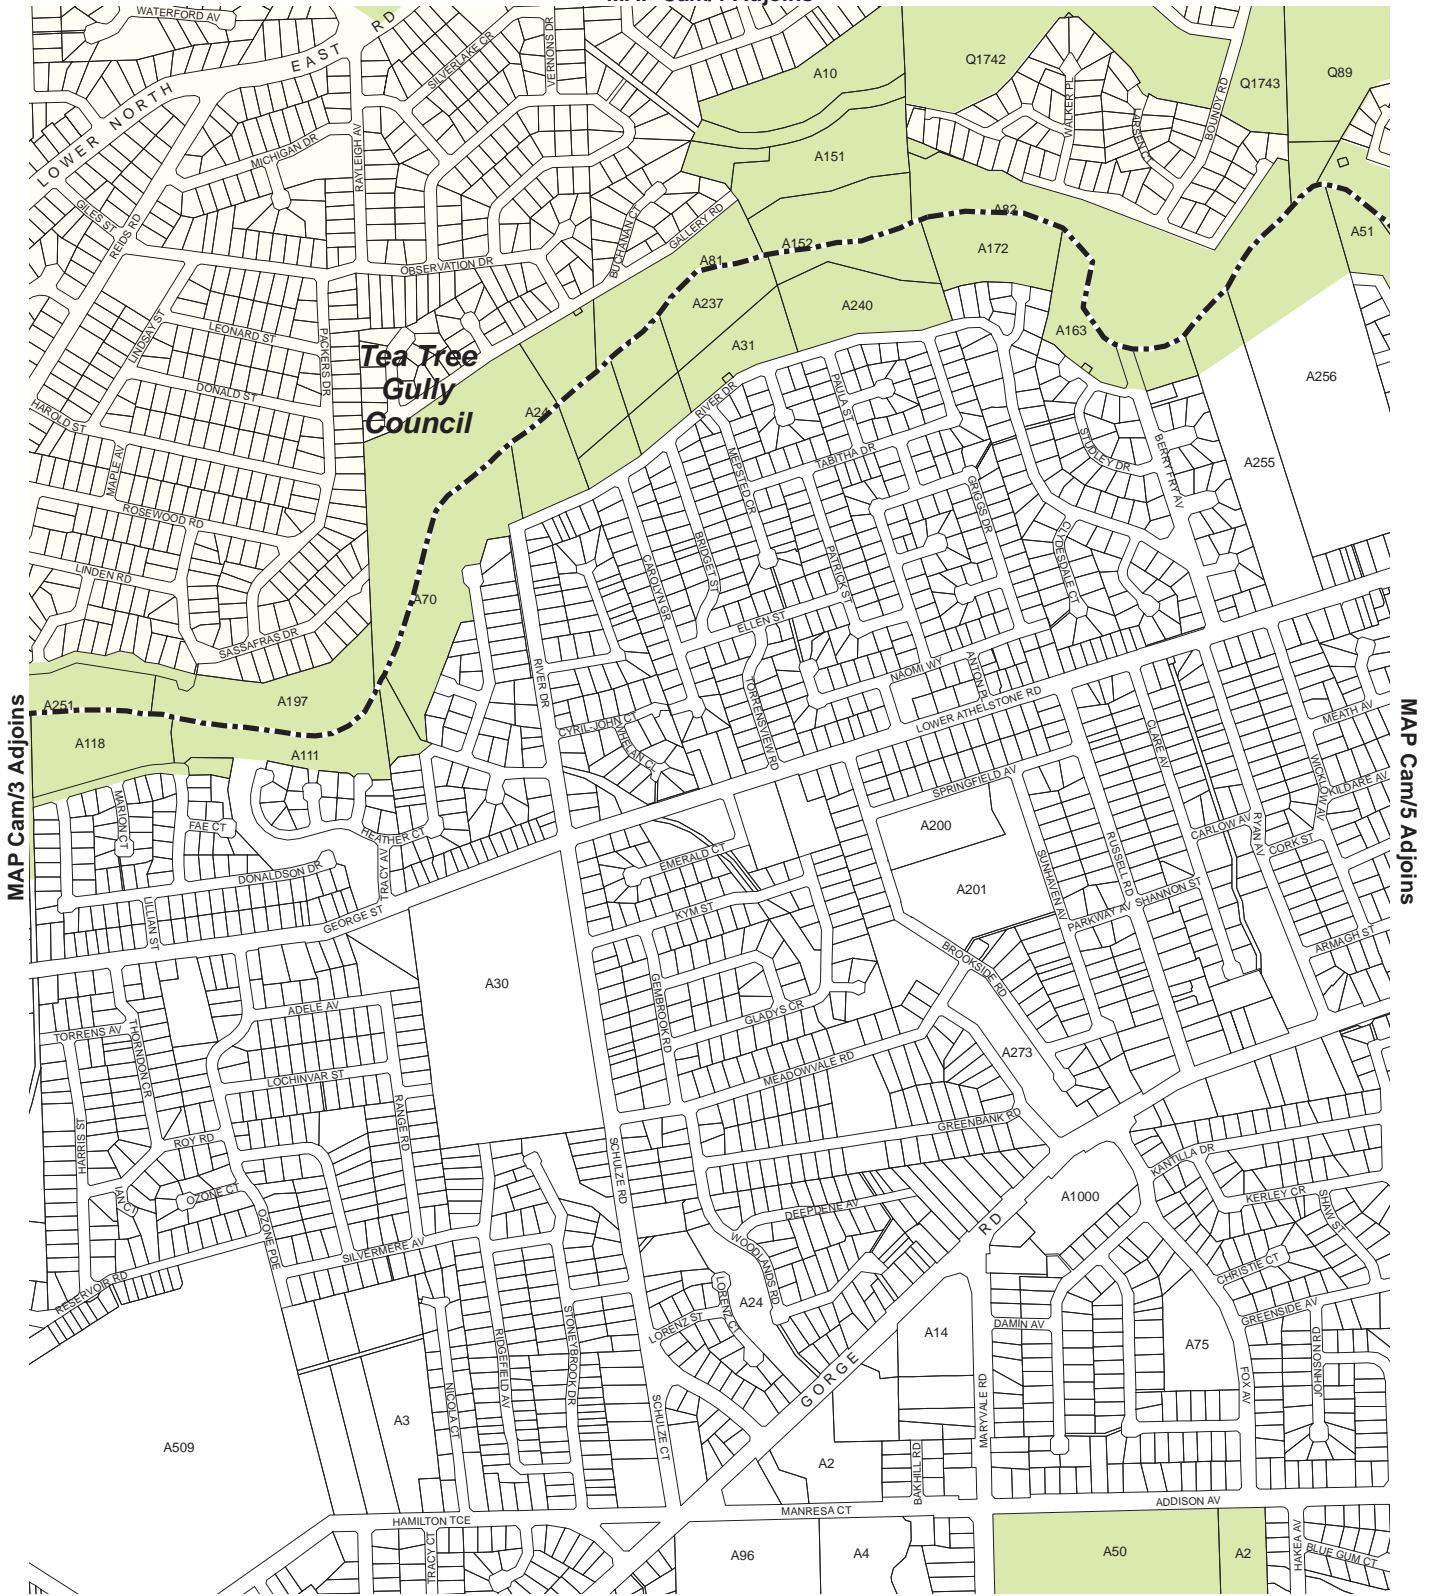 WATERFORD AV
LOWER NORTH EAST RD
SILVERLAKE CR
VERNONS DR
A10
Q1742
Q1743
Q89
WALKER PL
LARSEN CT
BOUNDY RD
MICHIGAN DR
RAYLEIGH AV
A151
GILES ST
REIDS RD
BUCHANAN CT
GALLERY RD
A82
A51
A152
A172
A81
OBSERVATION DR
A237
A240
LINDSAY ST
LEONARD ST
PACKERS DR
A31
A163
Tea Tree
Gully
Council
A256
DONALD ST
HAROLD ST
A24
RIVER DR
PAULA ST
MAPLE AV
MEPSTED CR
TABITHA DR
STUDLEY DR
BERRYFRY AV
A255
ROSEWOOD RD
GRIGGS DR
LINDEN RD
CAROLYN GR
BRIDGET ST
PATRICK ST
CLYDESDALE CT
A70
ELLEN ST
SASSAFRAS DR
NAOMI WY
ANTON PL
RIVER DR
TORRENSVIEW RD
LOWER ATHELSTONE RD
A251
A197
MAP Cam/3 Adjoins
MAP Cam/5 Adjoins
A118
A111
CYRIL-JOHN CT
WHELAN CL
CLARE AV
MEATH AV
WICKLOW AV
KILDARE AV
SPRINGFIELD AV
MARION CT
FAE CT
HEATHER CT
A200
CARLOW AV
RYAN AV
CORK ST
EMERALD CT
DONALDSON DR
TRACY AV
A201
SUNHAVEN AV
RUSSELL RD
SHANNON ST
PARKWAY AV
LILLIAN ST
GEORGE ST
KYM ST
ARMAGH ST
BROOKSIDE RD
A30
GEMBROOK RD
GLADYS CR
ADELE AV
TORRENS AV
THORNDON CR
A273
MEADOWVALE RD
LOCHINVAR ST
RANGE RD
GREENBANK RD
HARRIS ST
ROY RD
SCHULZE RD
KANTILLA DR
IAN CT
OZONE CT
A1000
KERLEY CR
SHAW ST
OZONE PDE
DEEPDENE AV
GORGE RD
SILVERMERE AV
WOODLANDS RD
CHRISTIE CT
RESERVOIR RD
LORENZ CT
A24
GREENSIDE AV
LORENZ ST
A14
DAMIN AV
A75
STONEYBROOK DR
RIDGEFIELD AV
JOHNSON RD
NICOLA CT
FOX AV
MARYVALE RD
SCHULZE CT
A3
A509
A2
BAKHILL RD
ADDISON AV
MANRESA CT
HAMILTON TCE
TRACY CT
A96
A4
A50
A2
HAKEA AV
BLUE GUM CT